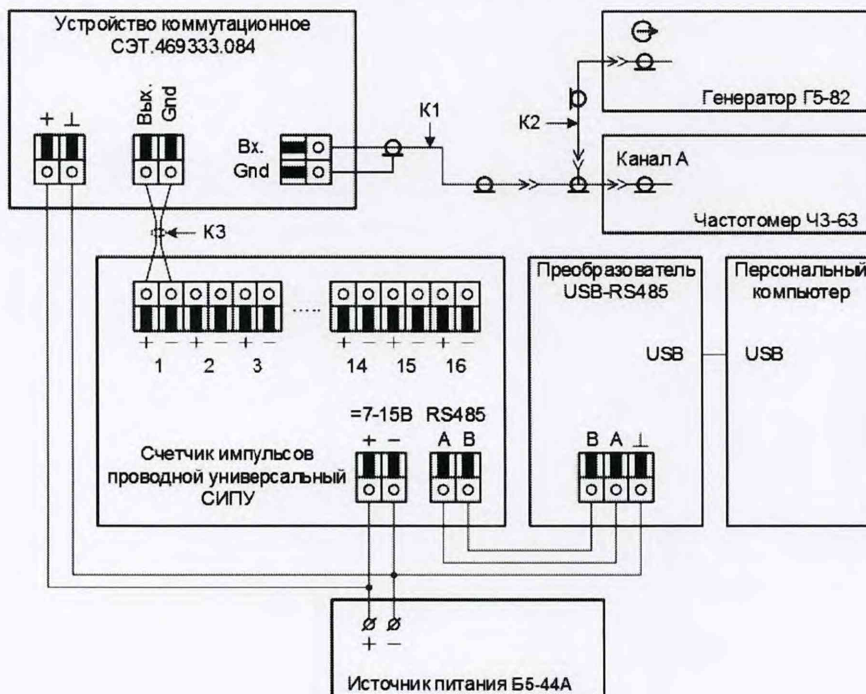 Устройство коммутационное
СЭТ.469333.084
+ ⊥
Вых.
Gnd
Вх.
Gnd
К1
К2
К3
Генератор Г5-82
Канал А
Частотомер Ч3-63
+ − + − + − ..... + − + − + −
1 2 3 14 15 16
=7-15В RS485
+ − A B
Счетчик импульсов
проводной универсальный
СИПУ
Преобразователь
USB-RS485
USB
B A ⊥
Персональный
компьютер
USB
+ −
Источник питания Б5-44А